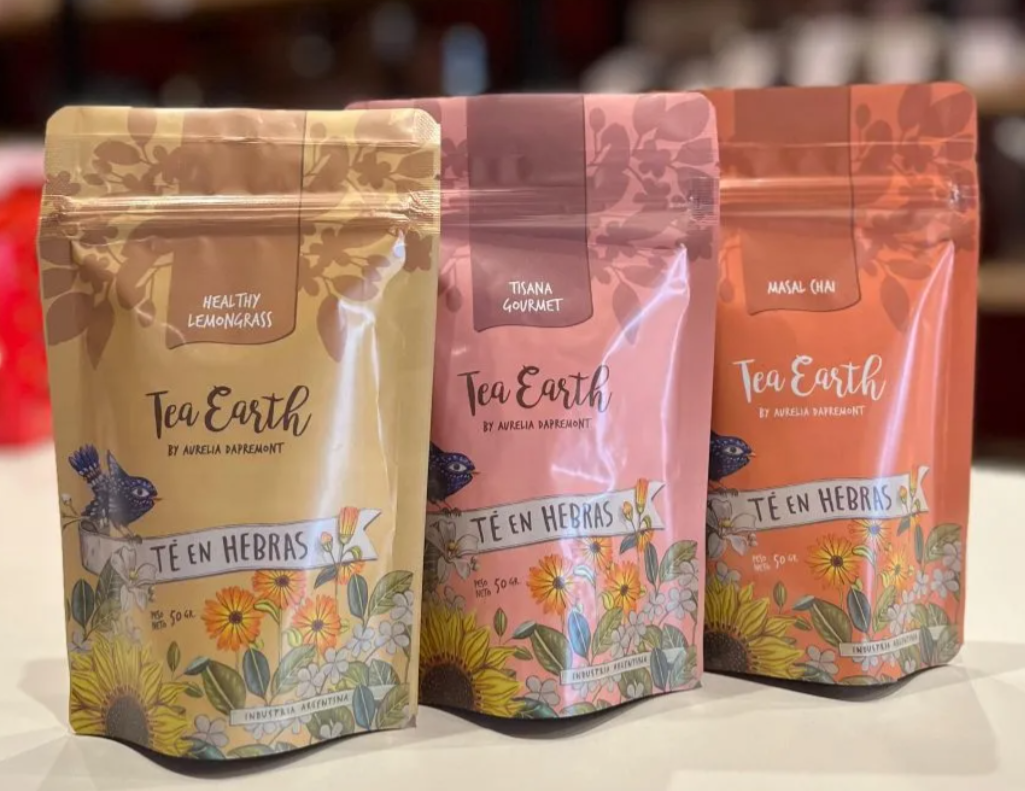 HEALTHY
LEMONGRASS
Tea Earth
BY AURELIA DAPREMONT
TÉ EN HEBRAS
PESO
NETO 50 GR.
INDUSTRIA ARGENTINA
TISANA
GOURMET
Tea Earth
BY AURELIA DAPREMONT
TÉ EN HEBRAS
PESO
NETO 50 GR.
INDUSTRIA ARGENTINA
MASAL CHAI
Tea Earth
BY AURELIA DAPREMONT
TÉ EN HEBRAS
PESO
NETO 50 GR.
INDUSTRIA ARGENTINA